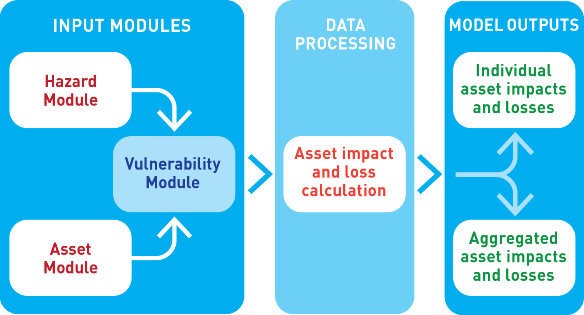 INPUT MODULES
Hazard
Module
Vulnerability
Module
Asset
Module
DATA
PROCESSING
Asset impact
and loss
calculation
MODEL OUTPUTS
Individual
asset impacts
and losses
Aggregated
asset impacts
and losses